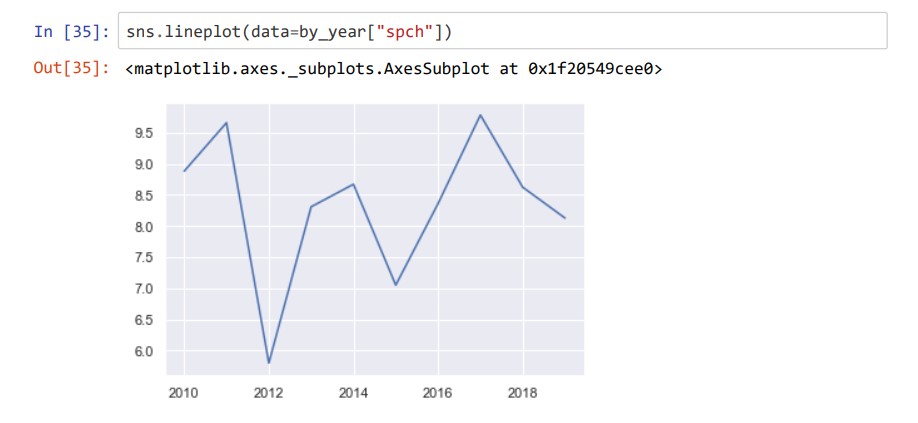 In [35]: sns.lineplot(data=by_year["spch"])
Out[35]: <matplotlib.axes._subplots.AxesSubplot at 0x1f20549cee0>
9.5
9.0
8.5
8.0
7.5
7.0
6.5
6.0
2010 2012 2014 2016 2018